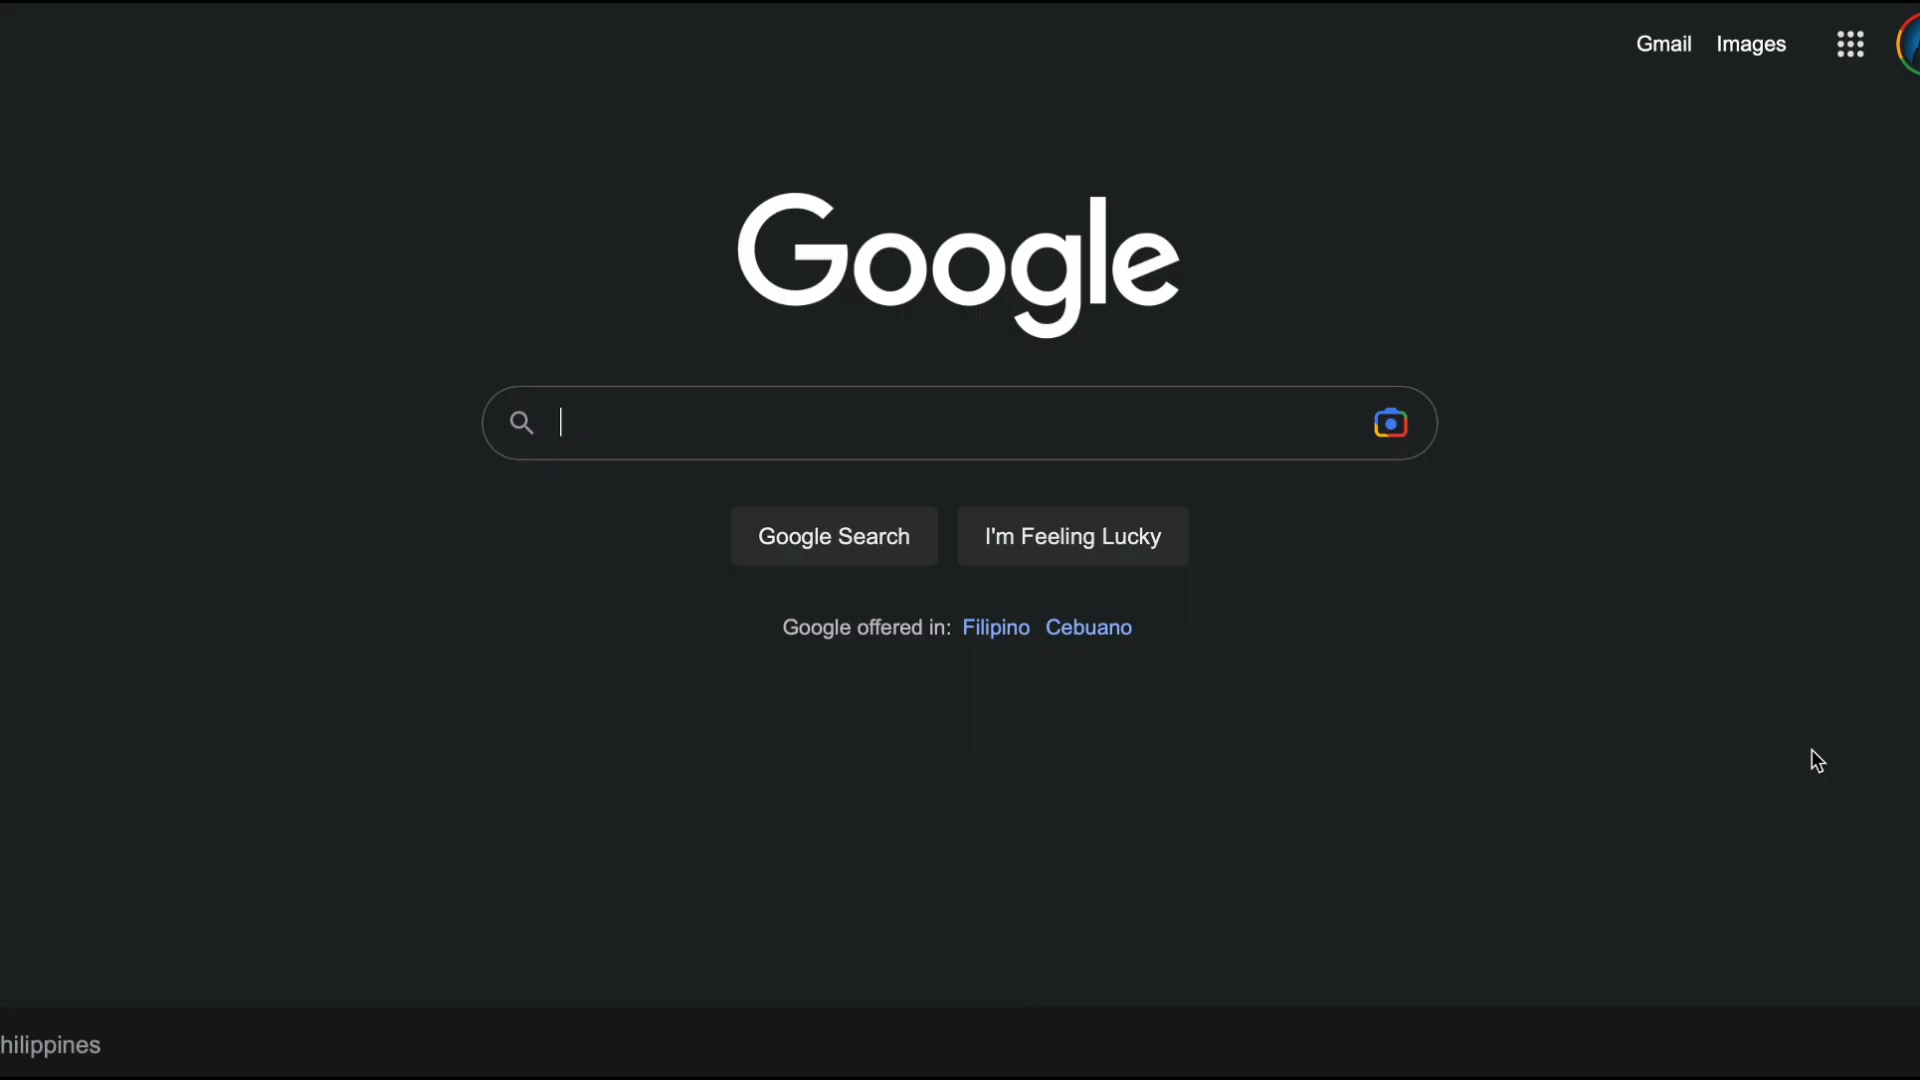 Gmail Images
Google
Google Search I'm Feeling Lucky
Google offered in: Filipino Cebuano
hilippines